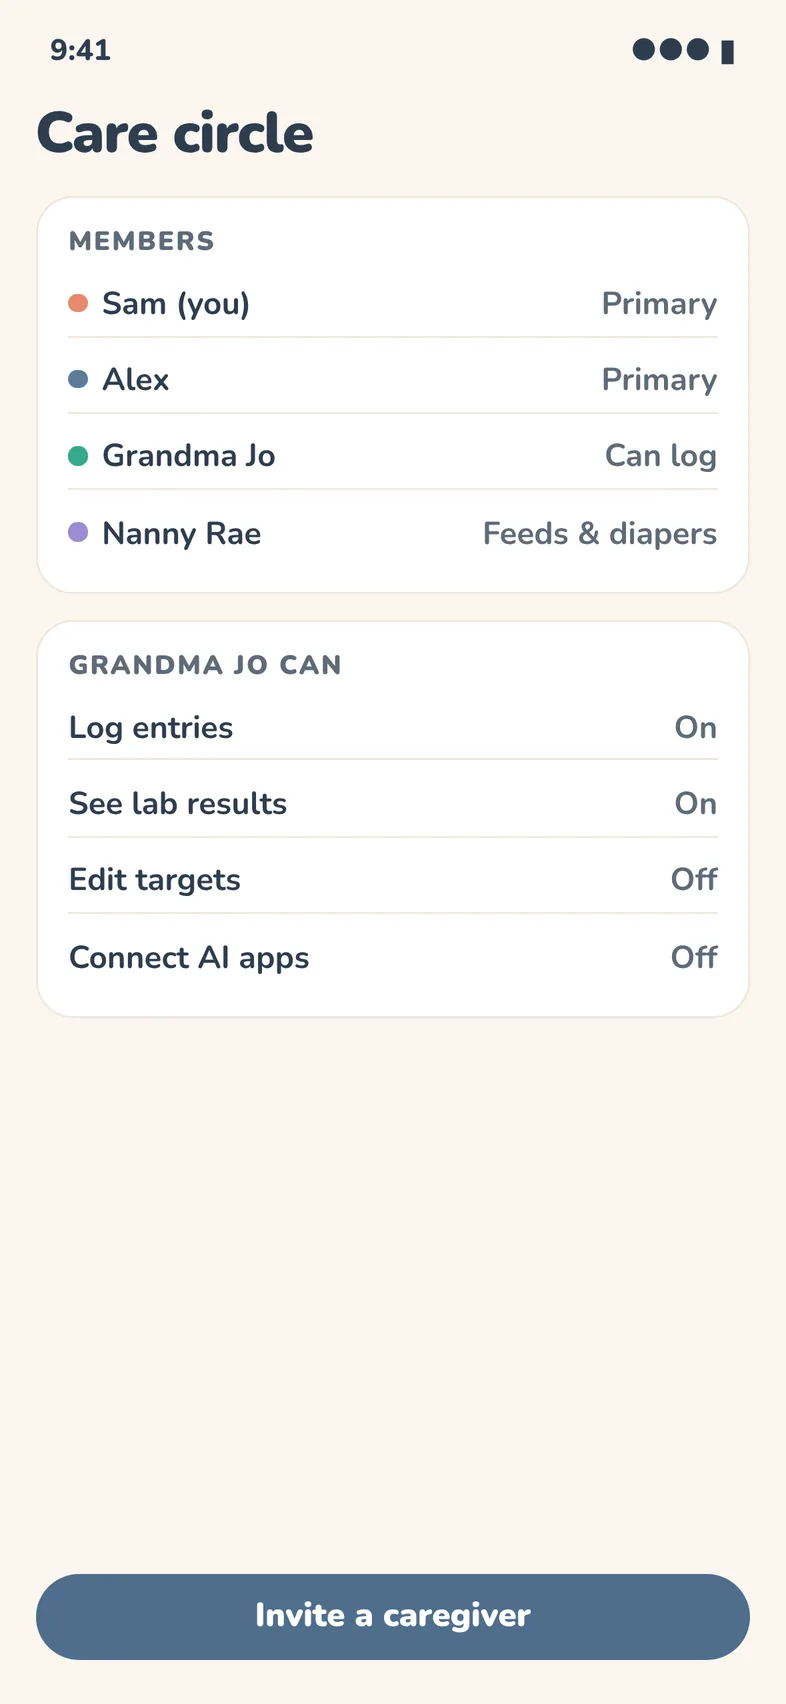 9:41
Care circle
MEMBERS
Sam (you) Primary
Alex Primary
Grandma Jo Can log
Nanny Rae Feeds & diapers
GRANDMA JO CAN
Log entries On
See lab results On
Edit targets Off
Connect AI apps Off
Invite a caregiver